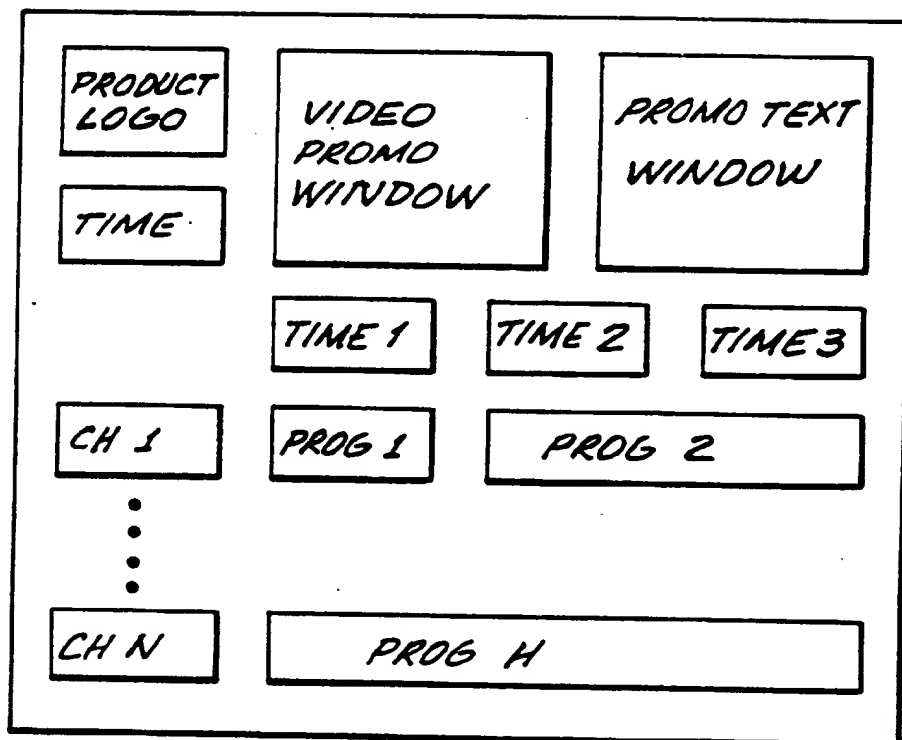 PRODUCT
LOGO
VIDEO
PROMO
WINDOW
PROMO TEXT
WINDOW
TIME
TIME 1
TIME 2
TIME 3
CH 1
PROG 1
PROG 2
CH N
PROG H